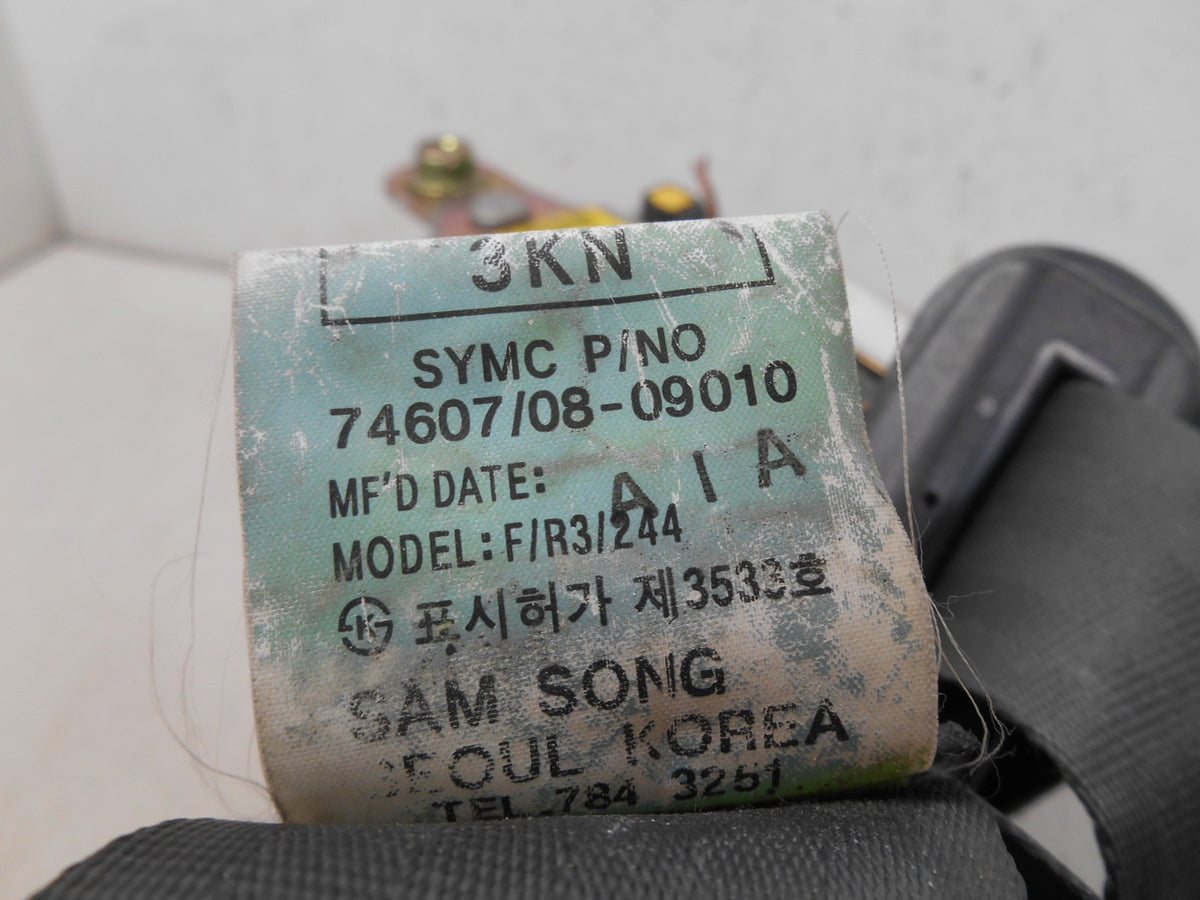 3KN
SYMC P/NO
74607/08-09010
MF'D DATE: A I A
MODEL: F/R3/244
표시허가 제3533호
SAM SONG
SEOUL KOREA
TEL 784 3251